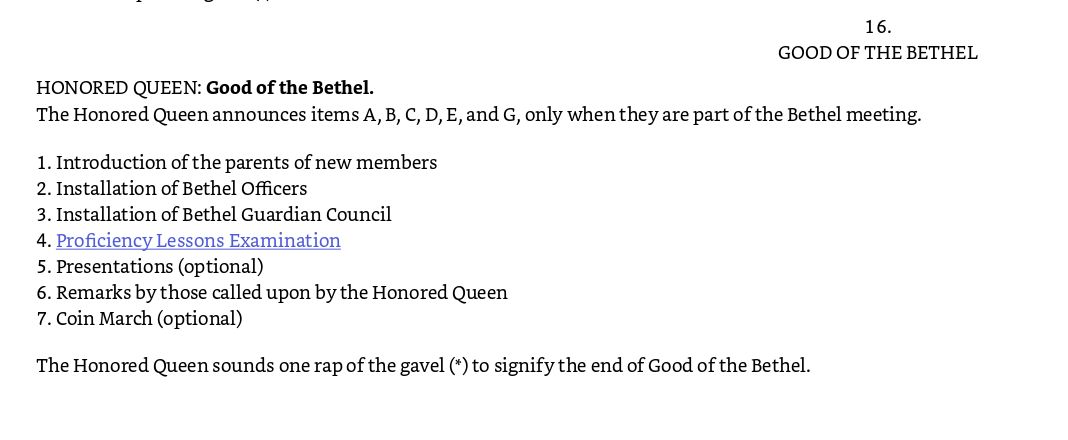 16.
GOOD OF THE BETHEL
HONORED QUEEN: Good of the Bethel.
The Honored Queen announces items A, B, C, D, E, and G, only when they are part of the Bethel meeting.
1. Introduction of the parents of new members
2. Installation of Bethel Officers
3. Installation of Bethel Guardian Council
4. Proficiency Lessons Examination
5. Presentations (optional)
6. Remarks by those called upon by the Honored Queen
7. Coin March (optional)
The Honored Queen sounds one rap of the gavel (*) to signify the end of Good of the Bethel.